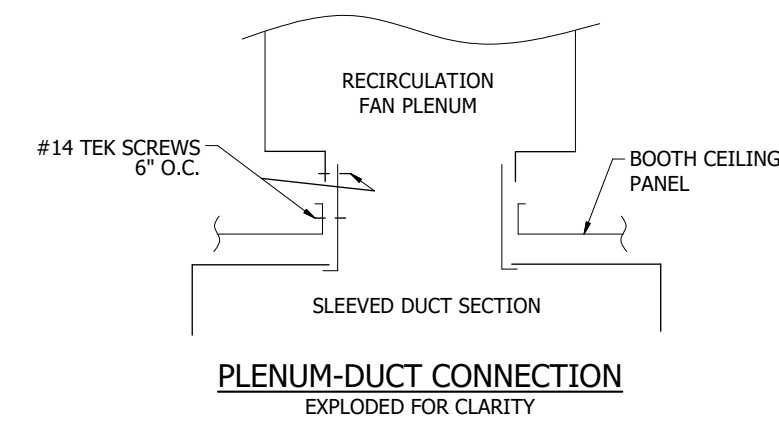 RECIRCULATION
FAN PLENUM
#14 TEK SCREWS
6" O.C.
BOOTH CEILING
PANEL
SLEEVED DUCT SECTION
PLENUM-DUCT CONNECTION
EXPLODED FOR CLARITY